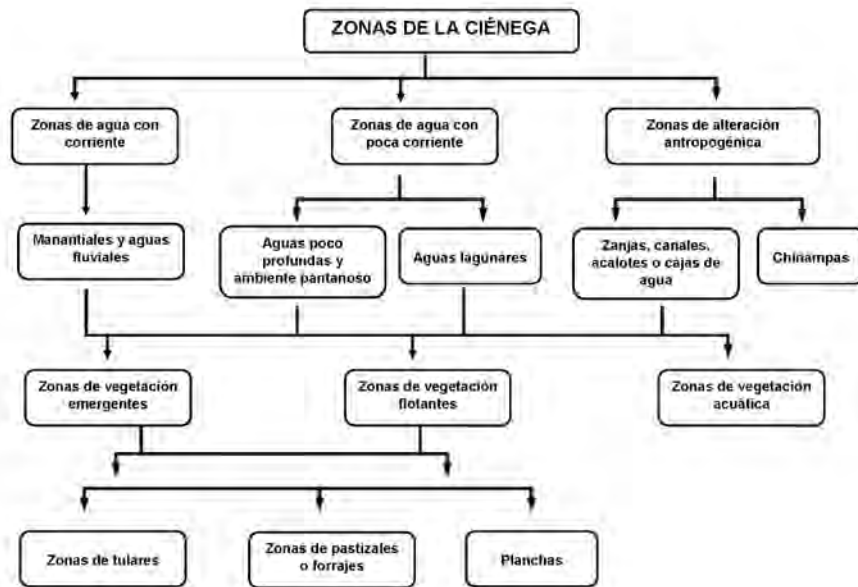 ZONAS DE LA CIÉNEGA
Zonas de agua con
corriente
Zonas de agua con
poca corriente
Zonas de alteración
antropogénica
Manantiales y aguas
fluviales
Aguas poco
profundas y
ambiente pantanoso
Aguas lagunares
Zanjas, canales,
acalotes o cajas de
agua
Chinampas
Zonas de vegetación
emergentes
Zonas de vegetación
flotantes
Zonas de vegetación
acuática
Zonas de tulares
Zonas de pastizales
o forrajes
Planchas